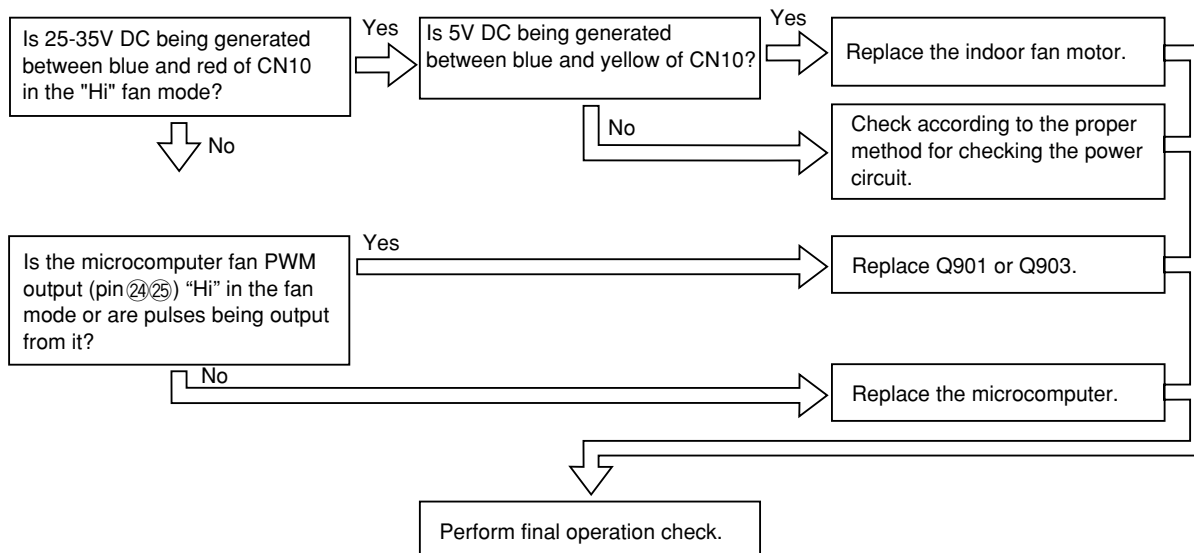 Is 25-35V DC being generated
between blue and red of CN10
in the "Hi" fan mode?
Yes
Is 5V DC being generated
between blue and yellow of CN10?
Yes
Replace the indoor fan motor.
No
No
Check according to the proper
method for checking the power
circuit.
Is the microcomputer fan PWM
output (pin㉔㉕) “Hi” in the fan
mode or are pulses being output
from it?
Yes
Replace Q901 or Q903.
No
Replace the microcomputer.
Perform final operation check.